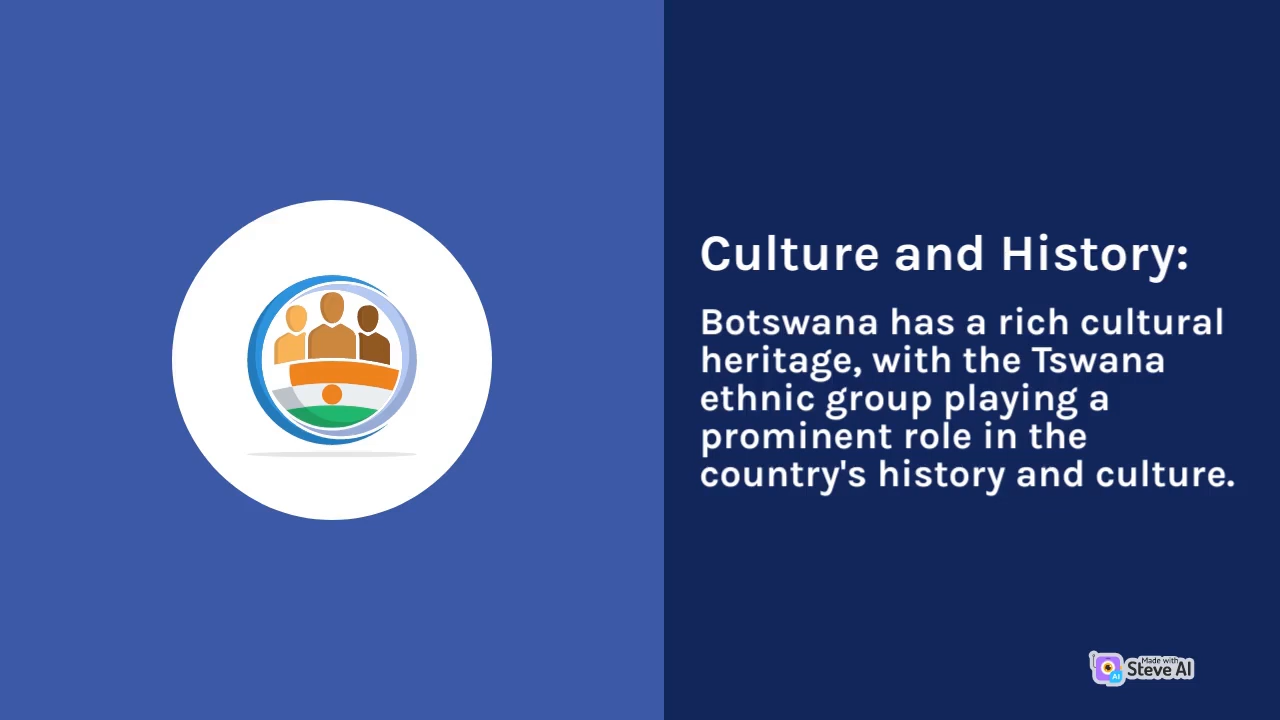 Culture and History:
Botswana has a rich cultural
heritage, with the Tswana
ethnic group playing a
prominent role in the
country's history and culture.
Made with
Steve AI
AI